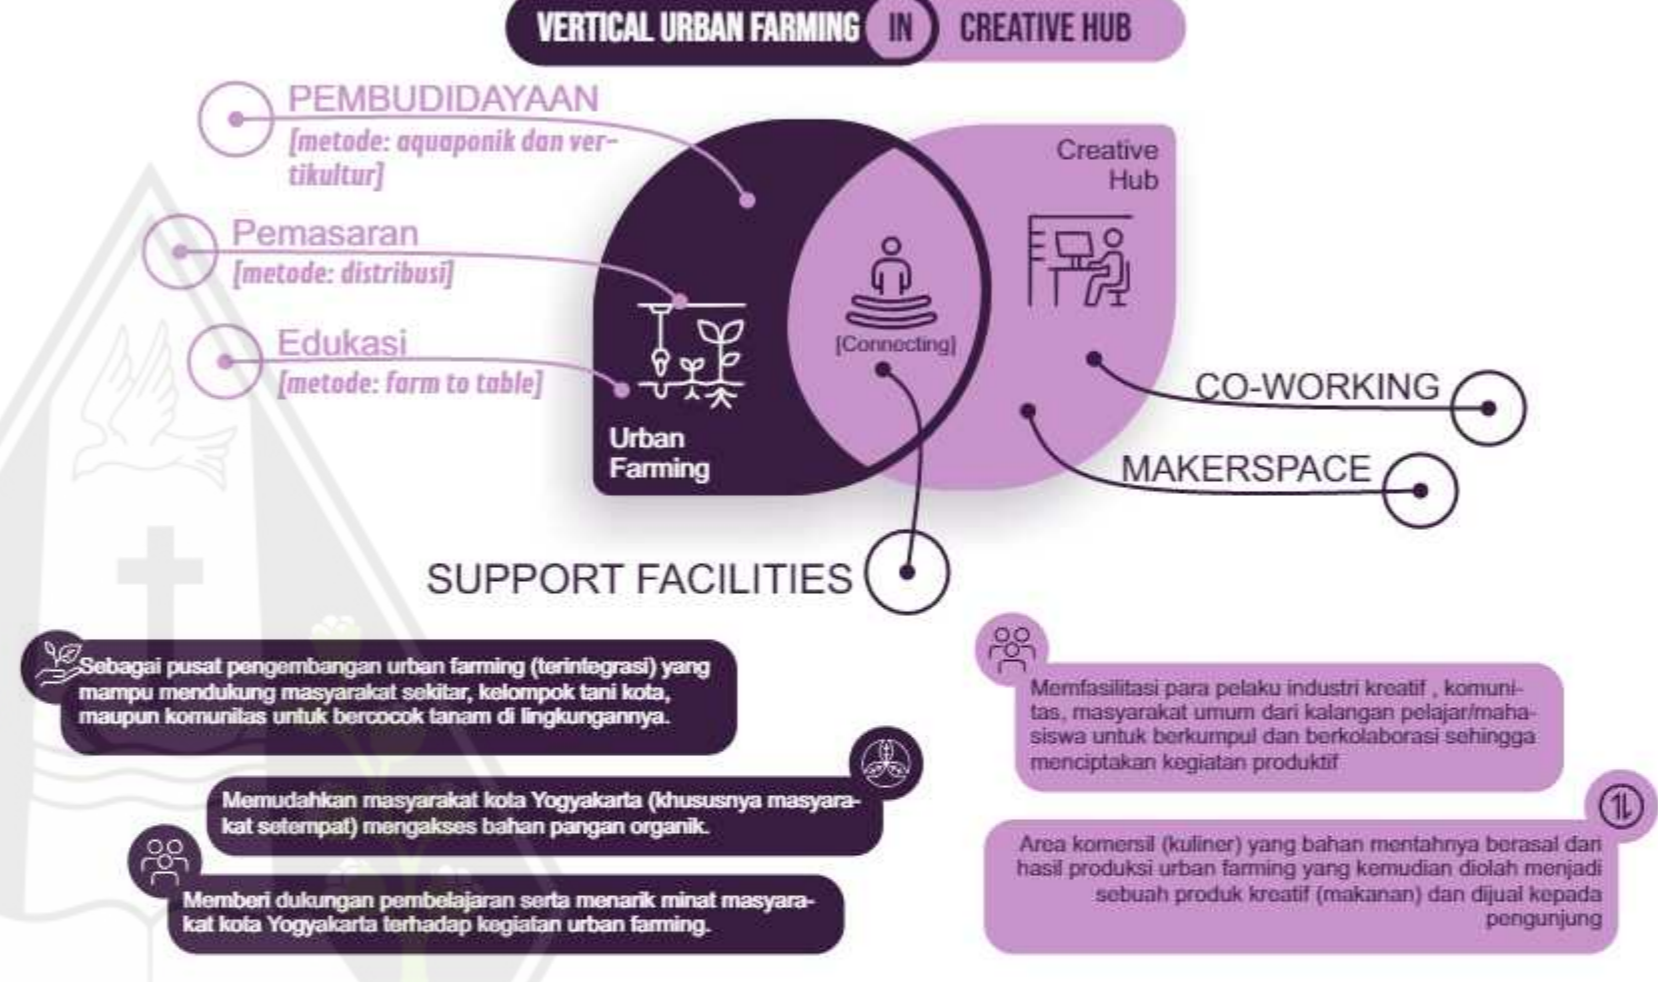 VERTICAL URBAN FARMING IN CREATIVE HUB
PEMBUDIDAYAAN
[metode: aquaponik dan ver-
tikultur]
Pemasaran
[metode: distribusi]
Edukasi
[metode: farm to table]
Urban
Farming
[Connecting]
Creative
Hub
CO-WORKING
MAKERSPACE
SUPPORT FACILITIES
Sebagai pusat pengembangan urban farming (terintegrasi) yang
mampu mendukung masyarakat sekitar, kelompok tani kota,
maupun komunitas untuk bercocok tanam di lingkungannya.
Memudahkan masyarakat kota Yogyakarta (khususnya masyara-
kat setempat) mengakses bahan pangan organik.
Memberi dukungan pembelajaran serta menarik minat masyara-
kat kota Yogyakarta terhadap kegiatan urban farming.
Memfasilitasi para pelaku industri kreatif , komuni-
tas, masyarakat umum dari kalangan pelajar/maha-
siswa untuk berkumpul dan berkolaborasi sehingga
menciptakan kegiatan produktif
Area komersil (kuliner) yang bahan mentahnya berasal dari
hasil produksi urban farming yang kemudian diolah menjadi
sebuah produk kreatif (makanan) dan dijual kepada
pengunjung